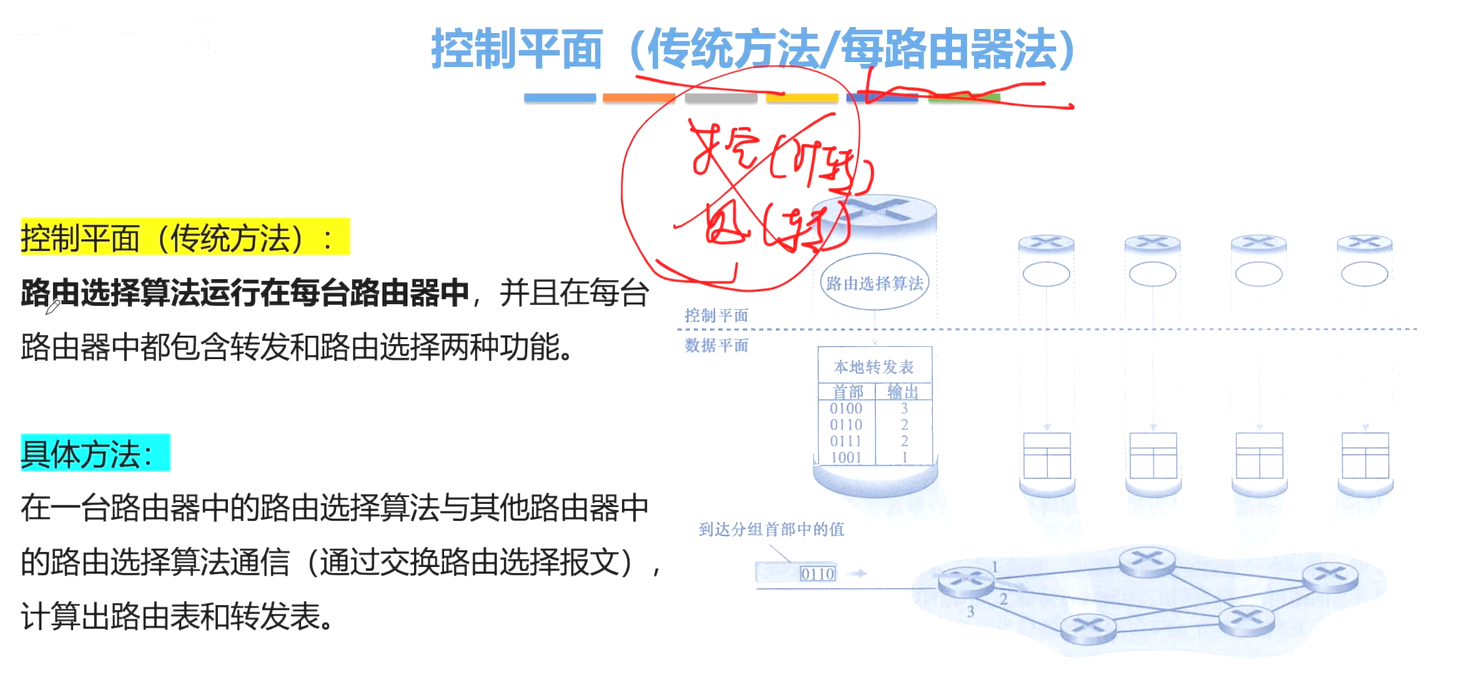 控制平面（传统方法/每路由器法）
控（计转）
（转）
控制平面（传统方法）：
路由选择算法运行在每台路由器中，并且在每台
路由器中都包含转发和路由选择两种功能。
具体方法：
在一台路由器中的路由选择算法与其他路由器中
的路由选择算法通信（通过交换路由选择报文），
计算出路由表和转发表。
路由选择算法
控制平面
数据平面
本地转发表
首部 输出
0100 3
0110 2
0111 2
1001 1
到达分组首部中的值
0110
1
2
3